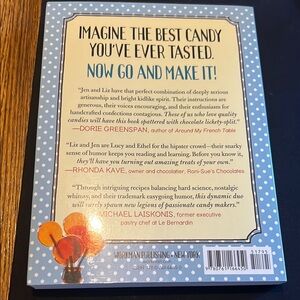 IMAGINE THE BEST CANDY
YOU'VE EVER TASTED.
NOW GO AND MAKE IT!
"Jen and Liz have that perfect combination of deeply serious
artisanship and bright kidlike spirit. Their instructions are
generous, their voices encouraging, and their enthusiasms for
handcrafted confections contagious. These of us who love quality
candies will have this book spattered with chocolate lickety-split."
—DORIE GREENSPAN, author of Around My French Table
"Liz and Jen are Lucy and Ethel for the hipster crowd—their snarky
sense of humor keeps you reading and learning. Before you know it,
they'll have you turning out amazing treats of your own."
—RHONDA KAVE, owner and chocolatier, Roni-Sue's Chocolates
"Through intriguing recipes balancing hard science, nostalgic
whimsy, and their trademark easygoing humor, this dynamic duo
will surely spawn new legions of passionate candy makers."
—MICHAEL LAISKONIS, former executive
pastry chef at Le Bernardin
WORKMAN PUBLISHING • NEW YORK
51795
9 780761 166450